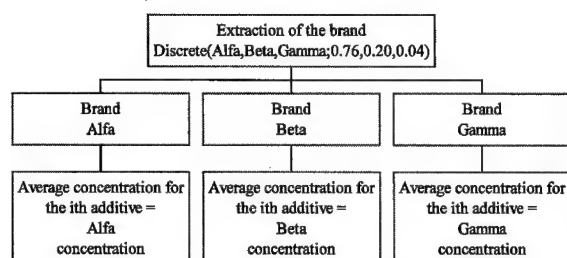 Extraction of the brand
Discrete(Alfa,Beta,Gamma;0.76,0.20,0.04)
Brand
Alfa
Brand
Beta
Brand
Gamma
Average concentration for
the ith additive =
Alfa
concentration
Average concentration for
the ith additive =
Beta
concentration
Average concentration for
the ith additive =
Gamma
concentration